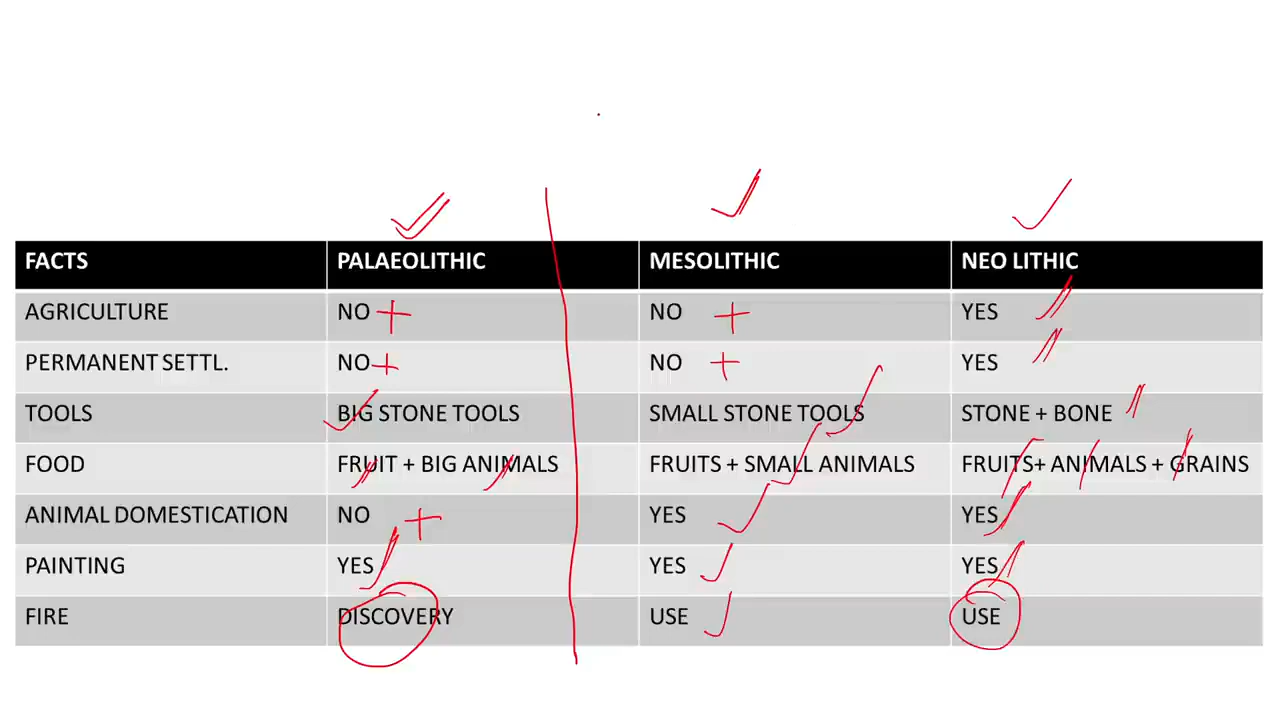 FACTS PALAEOLITHIC MESOLITHIC NEO LITHIC
AGRICULTURE NO NO YES
PERMANENT SETTL. NO NO YES
TOOLS BIG STONE TOOLS SMALL STONE TOOLS STONE + BONE
FOOD FRUIT + BIG ANIMALS FRUITS + SMALL ANIMALS FRUITS+ ANIMALS + GRAINS
ANIMAL DOMESTICATION NO YES YES
PAINTING YES YES YES
FIRE DISCOVERY USE USE